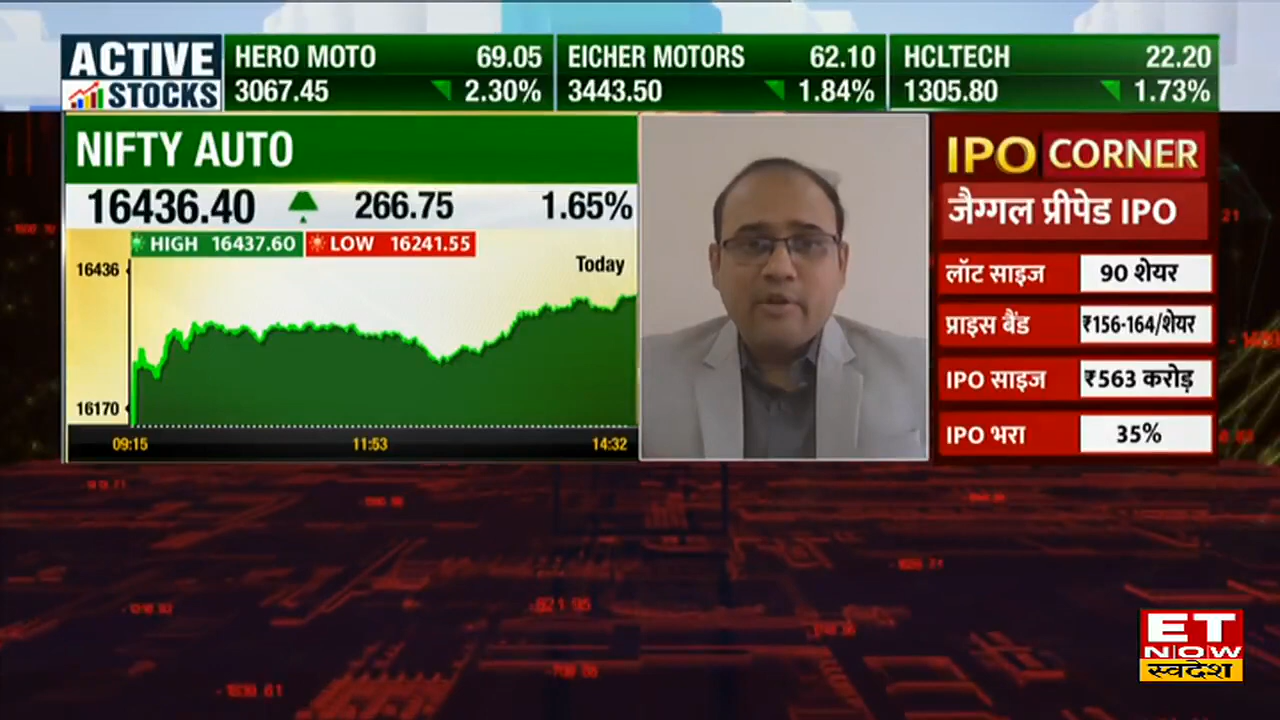 ACTIVE STOCKS
HERO MOTO 69.05
3067.45 2.30%
EICHER MOTORS 62.10
3443.50 1.84%
HCLTECH 22.20
1305.80 1.73%
NIFTY AUTO
16436.40 266.75 1.65%
HIGH 16437.60 LOW 16241.55
Today
16436
16170
09:15 11:53 14:32
IPO CORNER
जैग्गल प्रीपेड IPO
लॉट साइज 90 शेयर
प्राइस बैंड ₹156-164/शेयर
IPO साइज ₹563 करोड़
IPO भरा 35%
ET
NOW
स्वदेश